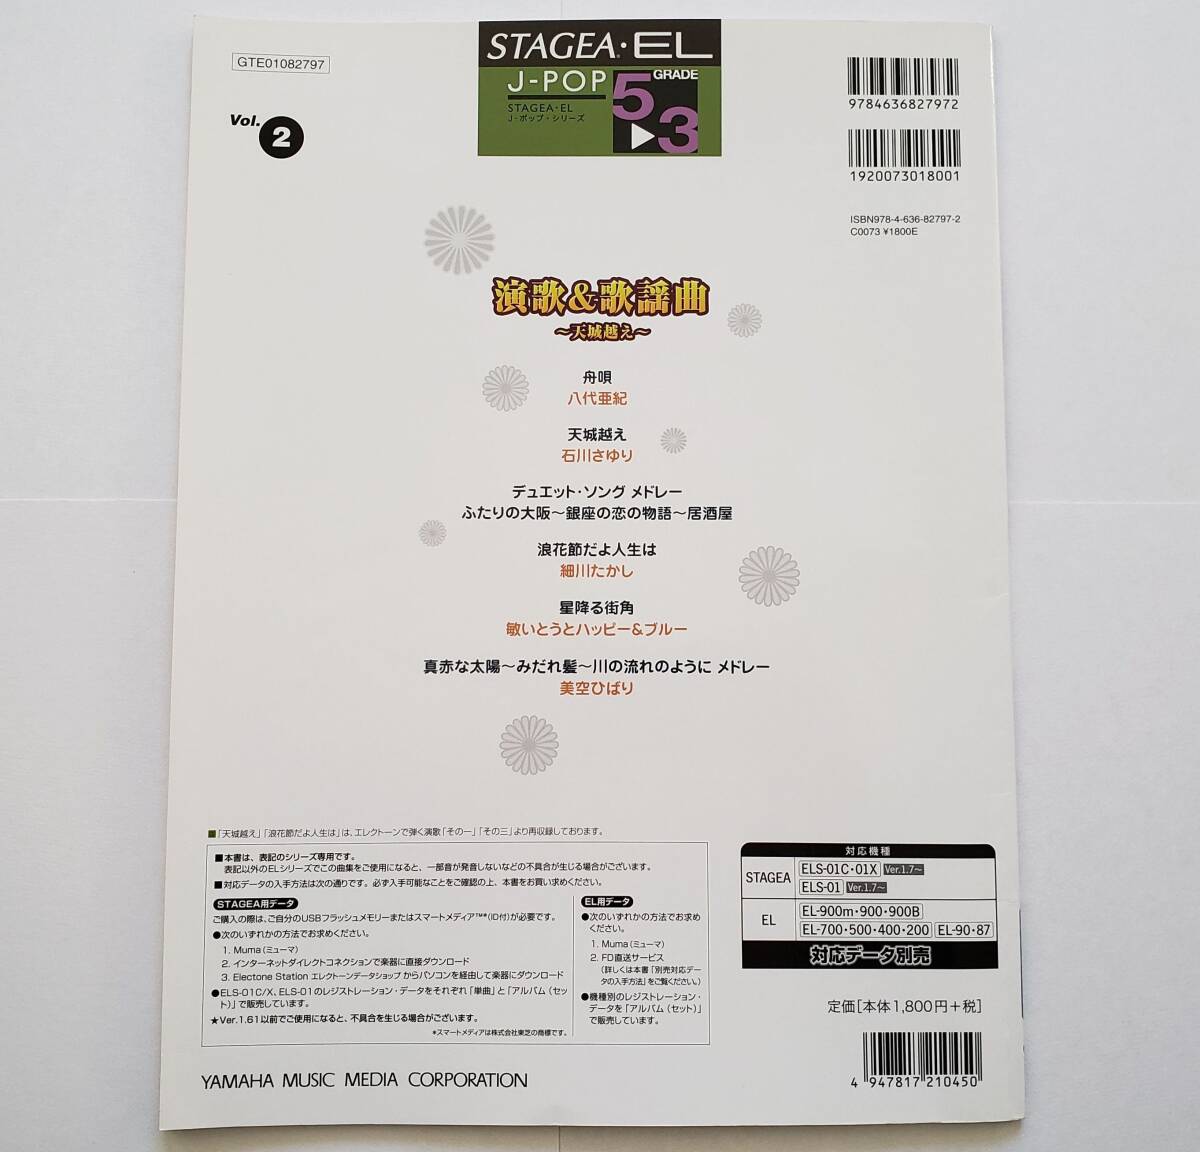 GTE01082797
Vol. 2
STAGEA・EL
J-POP
STAGEA・EL
J-ポップ・シリーズ
GRADE
5▶3
9784636827972
1920073018001
ISBN978-4-636-82797-2
C0073 ¥1800E
演歌&歌謡曲
〜天城越え〜
舟唄
八代亜紀
天城越え
石川さゆり
デュエット・ソング メドレー
ふたりの大阪〜銀座の恋の物語〜居酒屋
浪花節だよ人生は
細川たかし
星降る街角
敏いとうとハッピー&ブルー
真赤な太陽〜みだれ髪〜川の流れのように メドレー
美空ひばり
■「天城越え」「浪花節だよ人生は」は、エレクトーンで弾く演歌「その一」「その三」より再収録しております。
■本書は、表記のシリーズ専用です。
表記以外のELシリーズでこの曲集をご使用になると、一部音が発音しないなどの不具合が生じる場合がございます。
■対応データの入手方法は次の通りです。必ず入手可能なことをご確認の上、本書をお買い求めください。
STAGEA用データ
ご購入の際は、ご自分のUSBフラッシュメモリーまたはスマートメディア™*(ID付)が必要です。
●次のいずれかの方法でお求めください。
1. Muma(ミューマ)
2. インターネットダイレクトコネクションで楽器に直接ダウンロード
3. Electone Station エレクトーンデータショップ からパソコンを経由して楽器にダウンロード
●ELS-01C/X、ELS-01のレジストレーション・データをそれぞれ「単曲」と「アルバム(セッ
ト)」で販売しています。
★Ver.1.61以前でご使用になると、不具合を生じる場合がございます。
*スマートメディアは株式会社東芝の商標です。
EL用データ
●次のいずれかの方法でお求め
ください。
1. Muma(ミューマ)
2. FD直送サービス
(詳しくは本書「別売対応デー
タの入手方法」をご覧ください。)
●機種別のレジストレーション・
データを「アルバム(セット)」
で販売しています。
対応機種
STAGEA
ELS-01C・01X Ver.1.7〜
ELS-01 Ver.1.7〜
EL
EL-900m・900・900B
EL-700・500・400・200 EL-90・87
対応データ別売
定価[本体1,800円+税]
YAMAHA MUSIC MEDIA CORPORATION
4 947817 210450